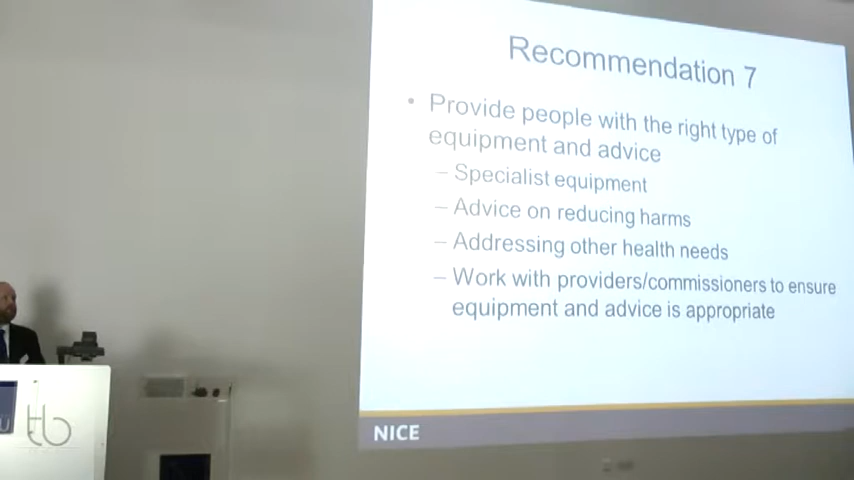 Recommendation 7
• Provide people with the right type of
equipment and advice
– Specialist equipment
– Advice on reducing harms
– Addressing other health needs
– Work with providers/commissioners to ensure
equipment and advice is appropriate
NICE
U
tb